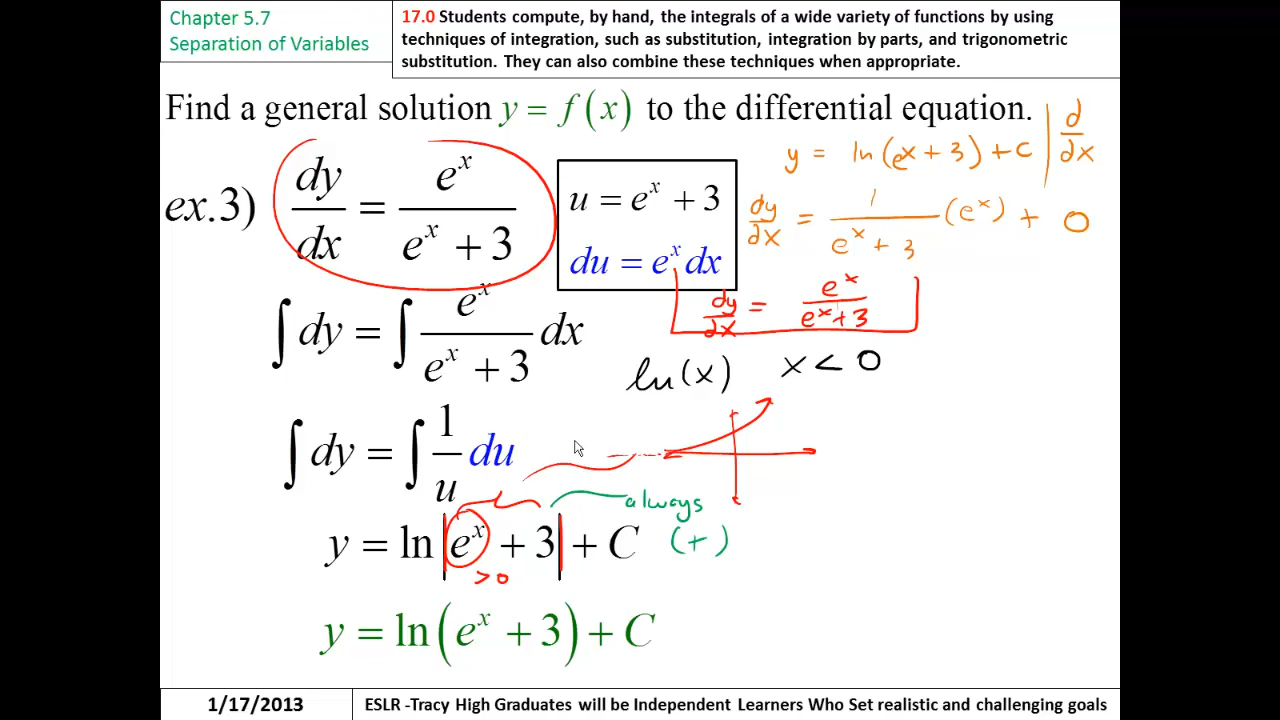 Chapter 5.7
Separation of Variables
17.0 Students compute, by hand, the integrals of a wide variety of functions by using
techniques of integration, such as substitution, integration by parts, and trigonometric
substitution. They can also combine these techniques when appropriate.
Find a general solution y = f(x) to the differential equation.
ex.3) dy/dx = e^x/(e^x + 3)
u = e^x + 3
du = e^x dx
y = ln(e^x + 3) + C | d/dx
dy/dx = 1/(e^x + 3) (e^x) + 0
dy/dx = e^x/(e^x + 3)
∫dy = ∫ e^x/(e^x + 3) dx
ln(x) x < 0
∫dy = ∫ 1/u du
always
y = ln|e^x + 3| + C (+)
>0
y = ln(e^x + 3) + C
1/17/2013
ESLR -Tracy High Graduates will be Independent Learners Who Set realistic and challenging goals